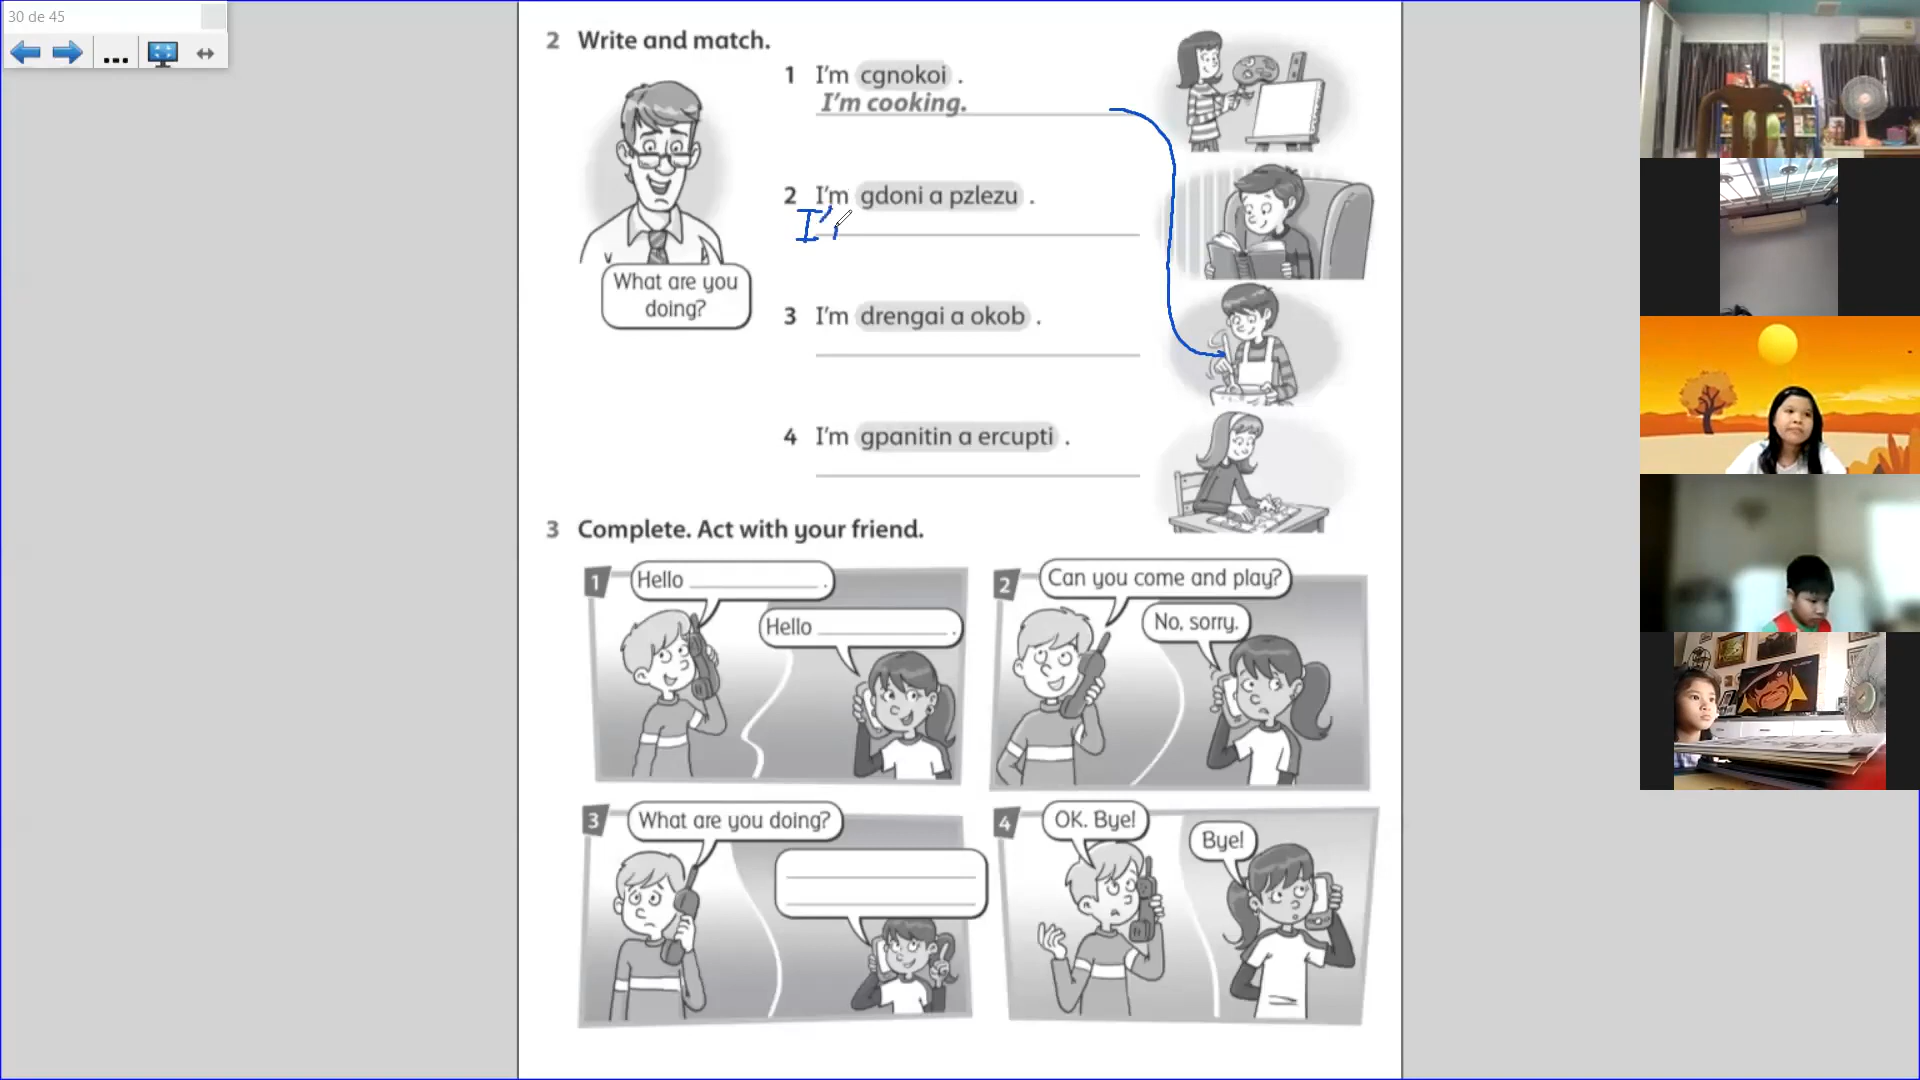 30 de 45
...
2 Write and match.
1 I'm cgnokoi .
I'm cooking.
2 I'm gdoni a pzlezu .
I'
What are you
doing?
3 I'm drengai a okob .
4 I'm gpanitin a ercupti .
3 Complete. Act with your friend.
1
Hello ____________ .
Hello ____________ .
2
Can you come and play?
No, sorry.
3
What are you doing?
4
OK. Bye!
Bye!